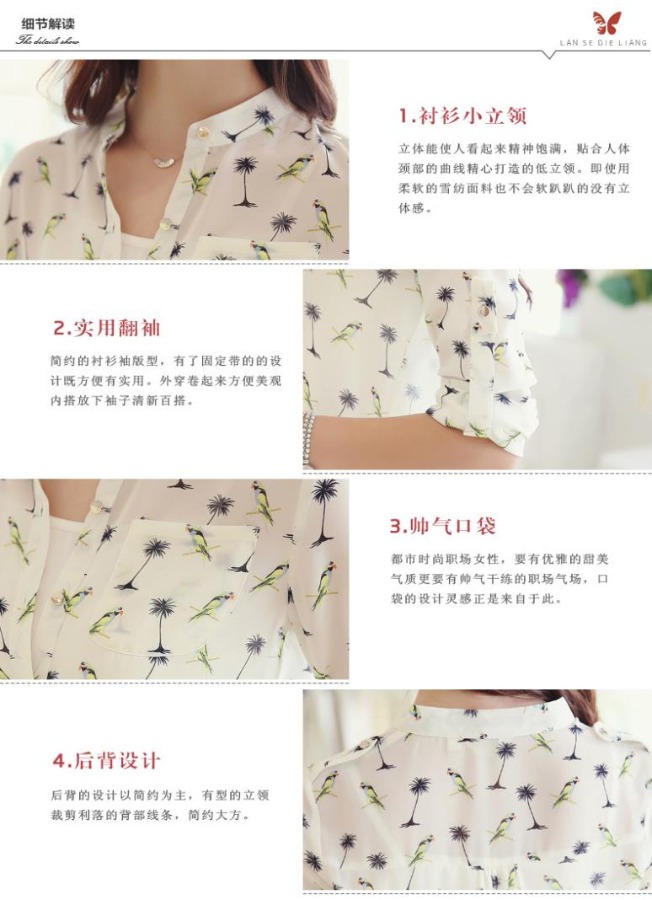 细节解读
The details show
LAN SE DIE LIANG
1.衬衫小立领
立体能使人看起来精神饱满，贴合人体
颈部的曲线精心打造的低立领。即使用
柔软的雪纺面料也不会软趴趴的没有立
体感。
2.实用翻袖
简约的衬衫袖版型，有了固定带的的设
计既方便有实用。外穿卷起来方便美观
内搭放下袖子清新百搭。
3.帅气口袋
都市时尚职场女性，要有优雅的甜美
气质更要有帅气干练的职场气场，口
袋的设计灵感正是来自于此。
4.后背设计
后背的设计以简约为主，有型的立领
裁剪利落的背部线条，简约大方。